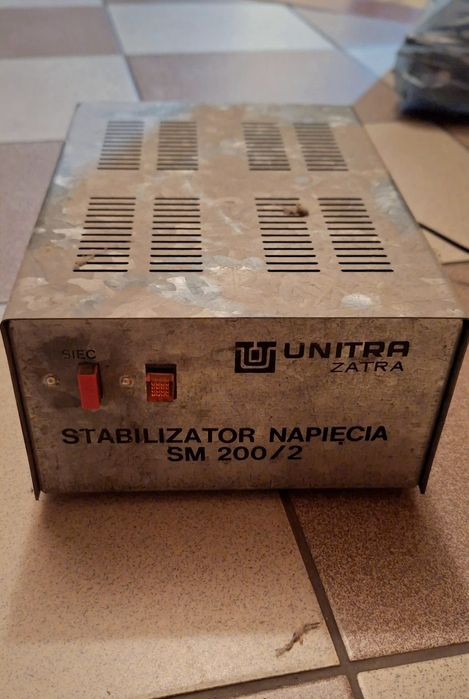 SIEĆ
UNITRA
ZATRA
STABILIZATOR NAPIĘCIA
SM 200/2